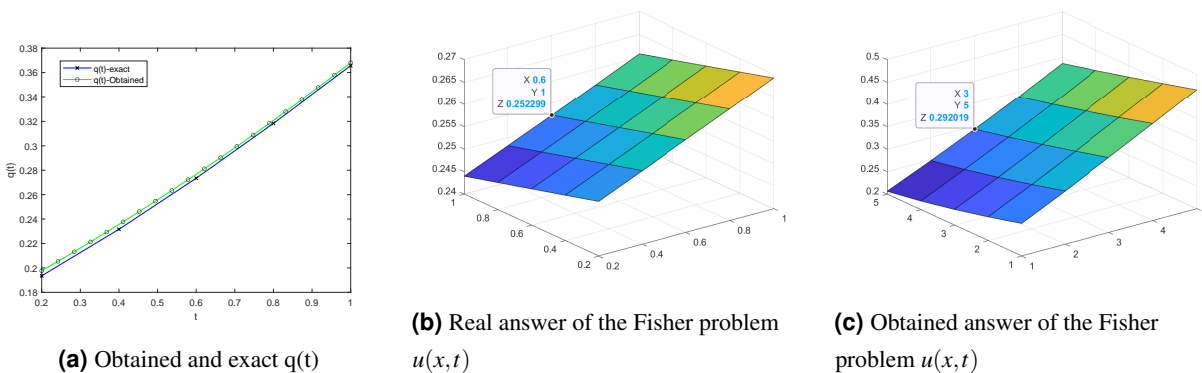 0.38
0.36
0.34
0.32
0.3
0.28
0.26
0.24
0.22
0.2
0.18
q(t)
q(t)-exact
q(t)-Obtained
0.2 0.3 0.4 0.5 0.6 0.7 0.8 0.9 1
t
(a) Obtained and exact q(t)
0.27
0.265
0.26
0.255
0.25
0.245
0.24
X 0.6
Y 1
Z 0.252299
1
0.8
0.6
0.4
0.2
0.2
0.4
0.6
0.8
1
(b) Real answer of the Fisher problem
u(x,t)
0.5
0.45
0.4
0.35
0.3
0.25
0.2
X 3
Y 5
Z 0.292019
5
4
3
2
1
1
2
3
4
(c) Obtained answer of the Fisher
problem u(x,t)